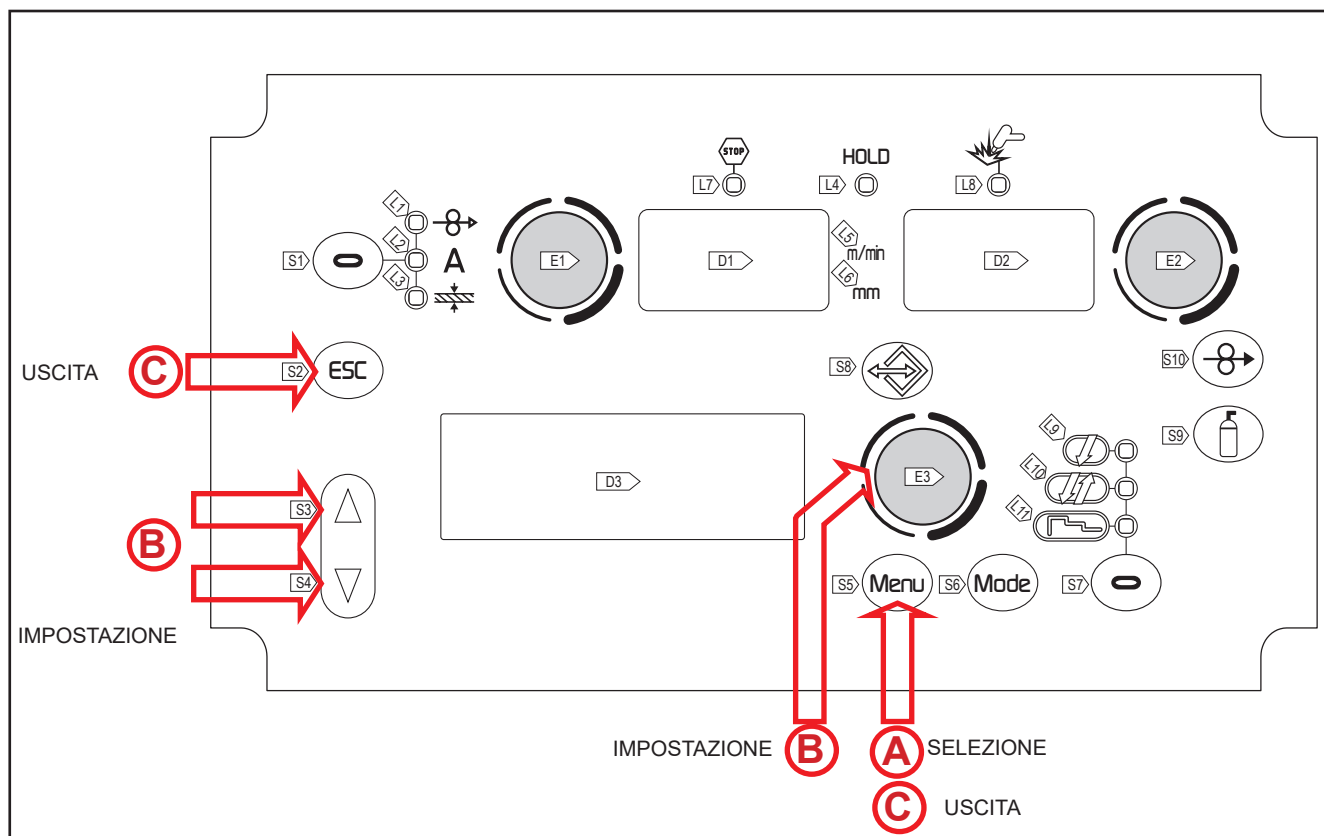 STOP
HOLD
L7
L4
L8
L1
L2
L3
S1
A
E1
D1
L5
m/min
L6
mm
D2
E2
USCITA
C
S2
ESC
S8
S10
S9
D3
E3
L9
L10
L11
S3
B
S4
IMPOSTAZIONE
S5
Menu
S6
Mode
S7
IMPOSTAZIONE
B
A
SELEZIONE
C
USCITA